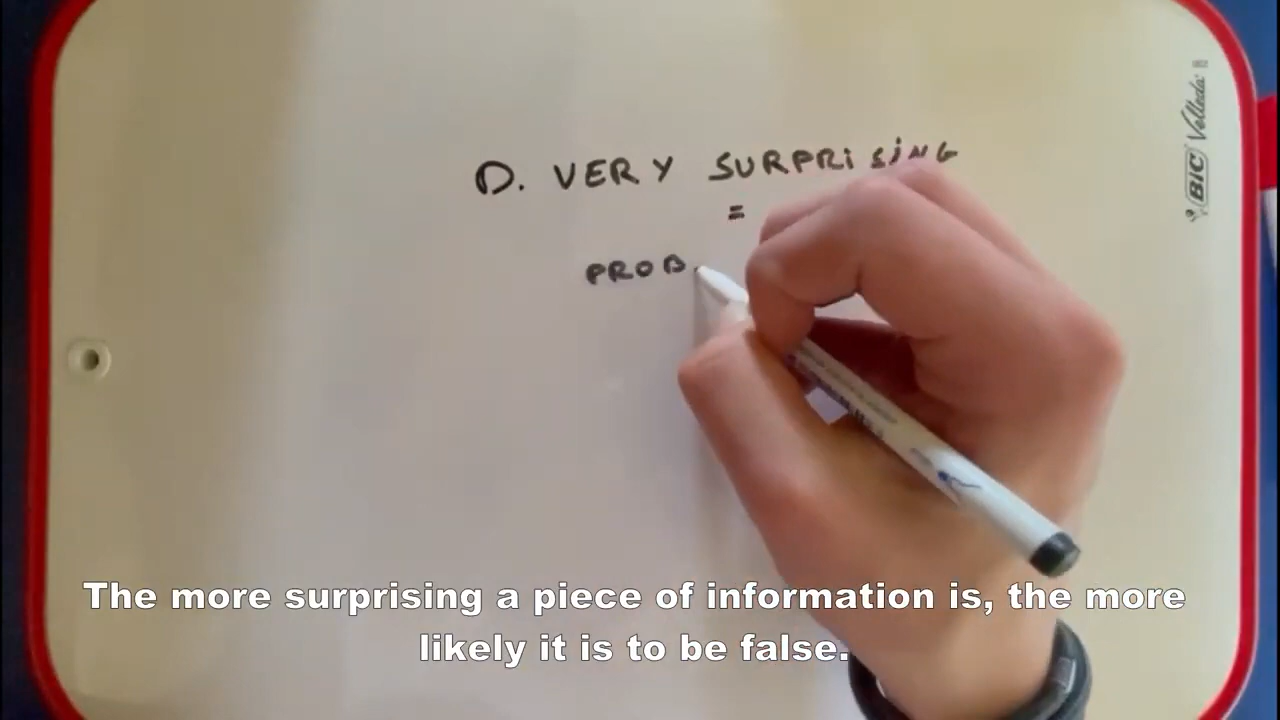 D. VERY SURPRISING
=
PROB
BIC Velleda
The more surprising a piece of information is, the more
likely it is to be false.